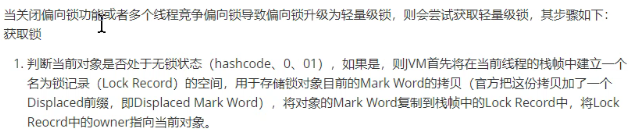 当关闭偏向锁功能或者多个线程竞争偏向锁导致偏向锁升级为轻量级锁，则会尝试获取轻量级锁，其步骤如下：
获取锁
1. 判断当前对象是否处于无锁状态（hashcode、0、01），如果是，则JVM首先将在当前线程的栈帧中建立一个
名为锁记录（Lock Record）的空间，用于存储锁对象目前的Mark Word的拷贝（官方把这份拷贝加了一个
Displaced前缀，即Displaced Mark Word），将对象的Mark Word复制到栈帧中的Lock Record中，将Lock
Reocrd中的owner指向当前对象。